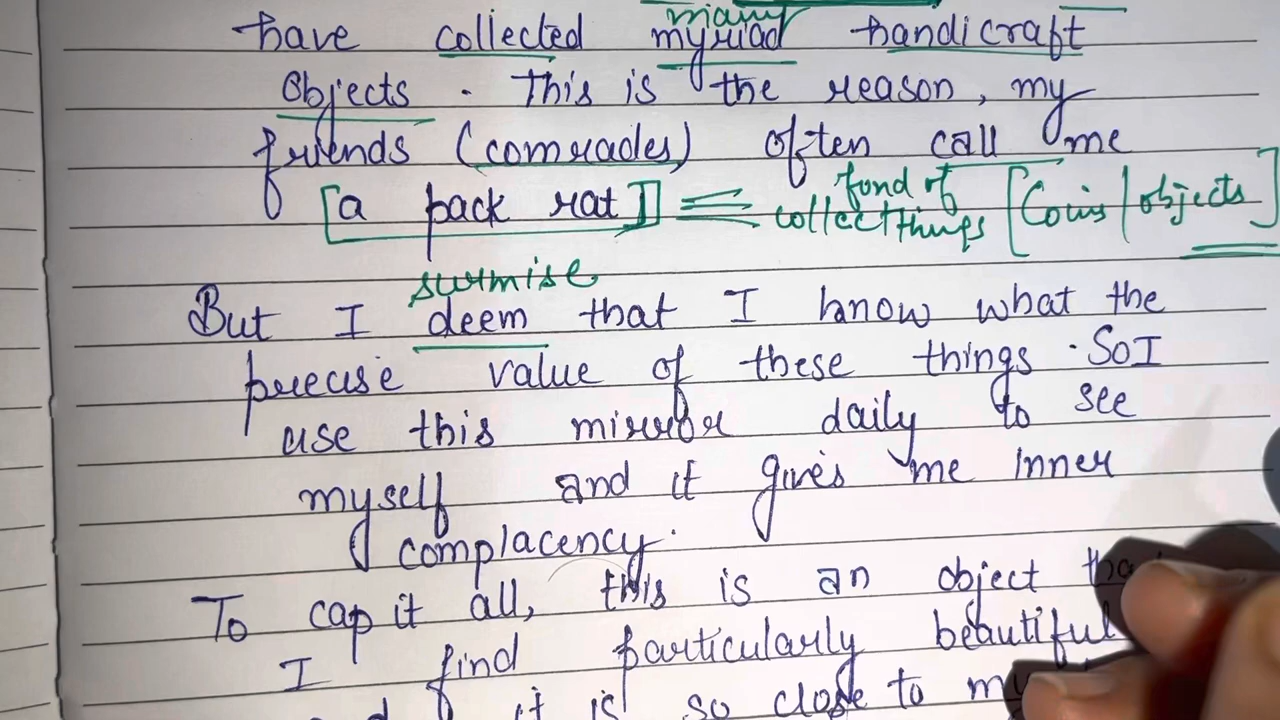 many
have collected myriad handicraft
objects. This is the reason, my
friends (comrades) often call me
[a pack rat] = fond of collect things [Coins/objects]
surmise
But I deem that I know what the
precise value of these things. So I
use this mirror daily to see
myself and it gives me inner
complacency.
To cap it all, this is an object
I find particularly beautiful
it is so close to my